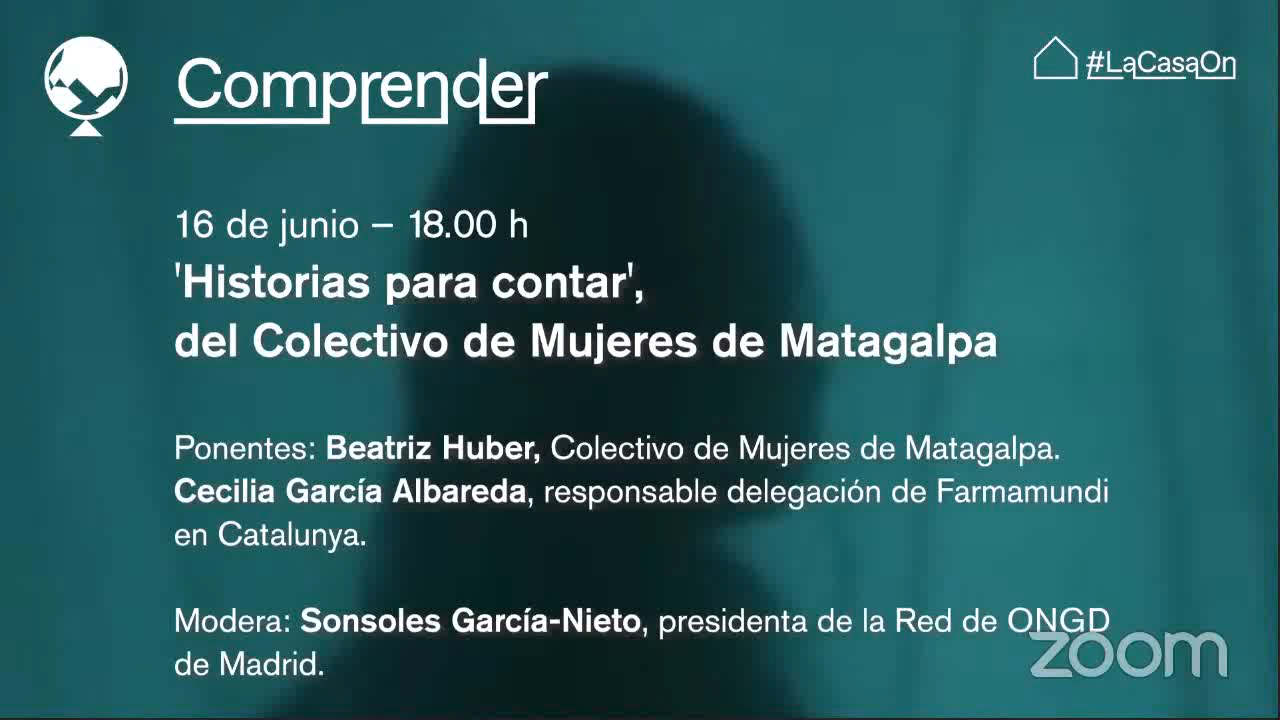 Comprender
#LaCasaOn
16 de junio – 18.00 h
'Historias para contar',
del Colectivo de Mujeres de Matagalpa
Ponentes: Beatriz Huber, Colectivo de Mujeres de Matagalpa.
Cecilia García Albareda, responsable delegación de Farmamundi
en Catalunya.
Modera: Sonsoles García-Nieto, presidenta de la Red de ONGD
de Madrid.
zoom